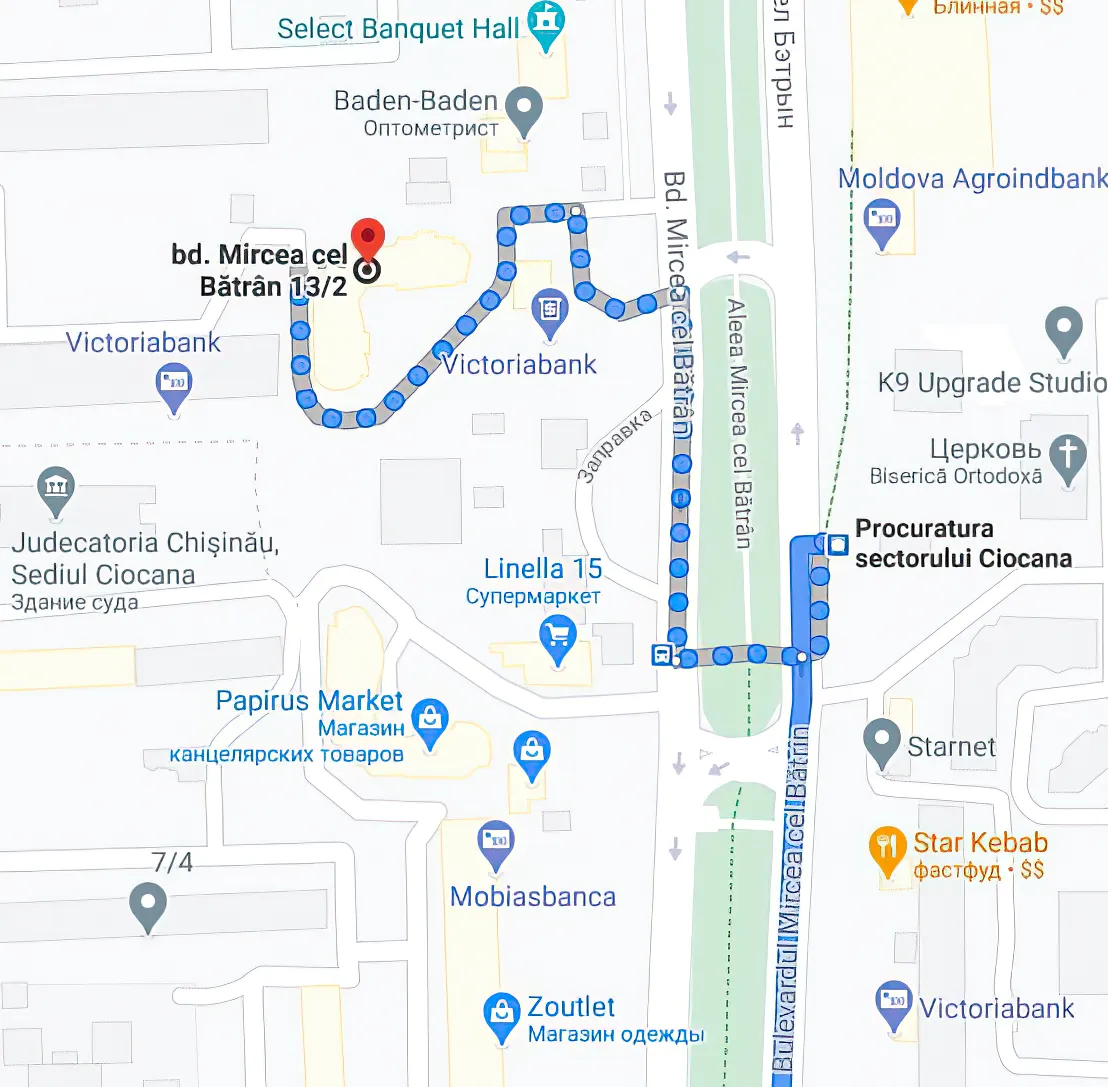 Блинная • $$
Select Banquet Hall
ел Бэтрын
Baden-Baden
Оптометрист
Moldova Agroindbank
Bd. Mircea cel Bătrân
bd. Mircea cel
Bătrân 13/2
Aleea Mircea cel Bătrân
Victoriabank
Victoriabank
K9 Upgrade Studio
Заправка
Церковь
Biserică Ortodoxă
Procuratura
sectorului Ciocana
Judecatoria Chişinău,
Sediul Ciocana
Здание суда
Linella 15
Супермаркет
Papirus Market
Магазин
канцелярских товаров
Starnet
Bulevardul Mircea cel Bătrîn
Star Kebab
фастфуд • $$
7/4
Mobiasbanca
Zoutlet
Магазин одежды
Victoriabank